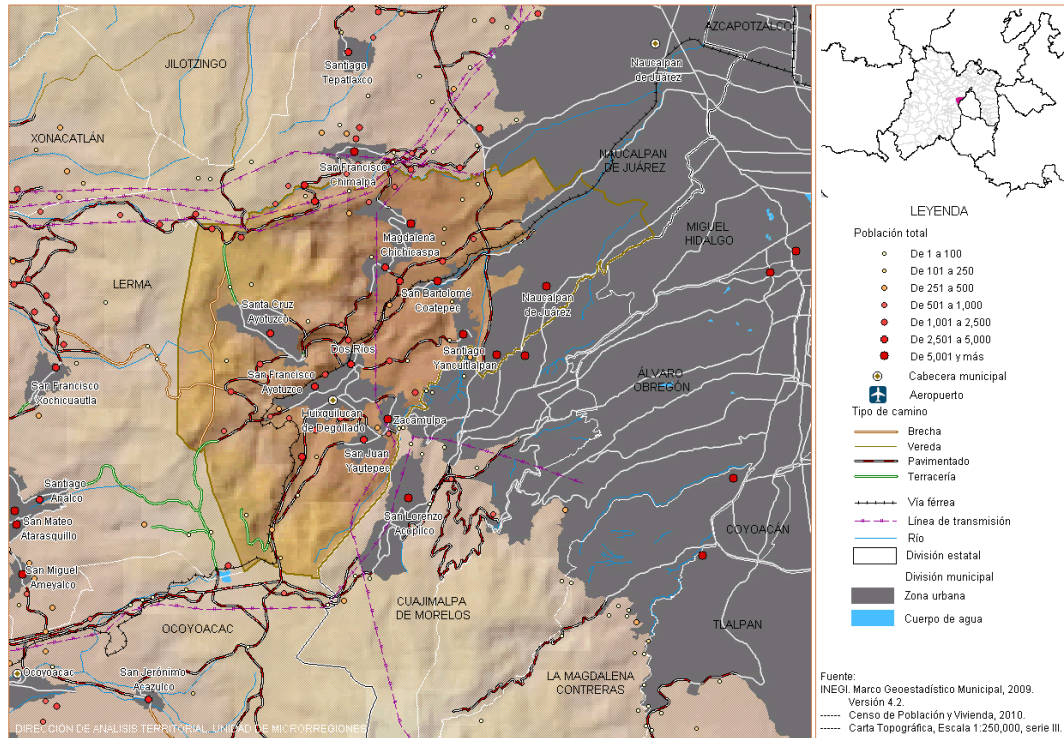 AZCAPOTZALCO
Naucalpan
de Juárez
JILOTZINGO
Santiago
Tepatlaxco
XONACATLÁN
San Francisco
Chimalpa
NAUCALPAN
DE JUÁREZ
MIGUEL
HIDALGO
Magdalena
Chichicaspa
LERMA
San Bartolomé
Coatepec
Naucalpan
de Juárez
Santa Cruz
Ayotuzco
Dos Ríos
Santiago
Yancuitlalpan
San Francisco
Ayotuzco
ÁLVARO
OBREGÓN
San Francisco
Xochicuautla
Huixquilucan
de Degollado
Zacamulpa
San Juan
Yautepec
Santiago
Analco
San Mateo
Atarasquillo
San Lorenzo
Acopilco
COYOACÁN
San Miguel
Ameyalco
CUAJIMALPA
DE MORELOS
OCOYOACAC
TLALPAN
Ocoyoacac
San Jerónimo
Acazulco
LA MAGDALENA
CONTRERAS
DIRECCIÓN DE ANÁLISIS TERRITORIAL, UNIDAD DE MICRORREGIONES
LEYENDA
Población total
De 1 a 100
De 101 a 250
De 251 a 500
De 501 a 1,000
De 1,001 a 2,500
De 2,501 a 5,000
De 5,001 y más
Cabecera municipal
Aeropuerto
Tipo de camino
Brecha
Vereda
Pavimentado
Terracería
Vía férrea
Línea de transmisión
Río
División estatal
División municipal
Zona urbana
Cuerpo de agua
Fuente:
INEGI. Marco Geoestadístico Municipal, 2009.
Versión 4.2.
----- Censo de Población y Vivienda, 2010.
----- Carta Topográfica, Escala 1:250,000, serie III.